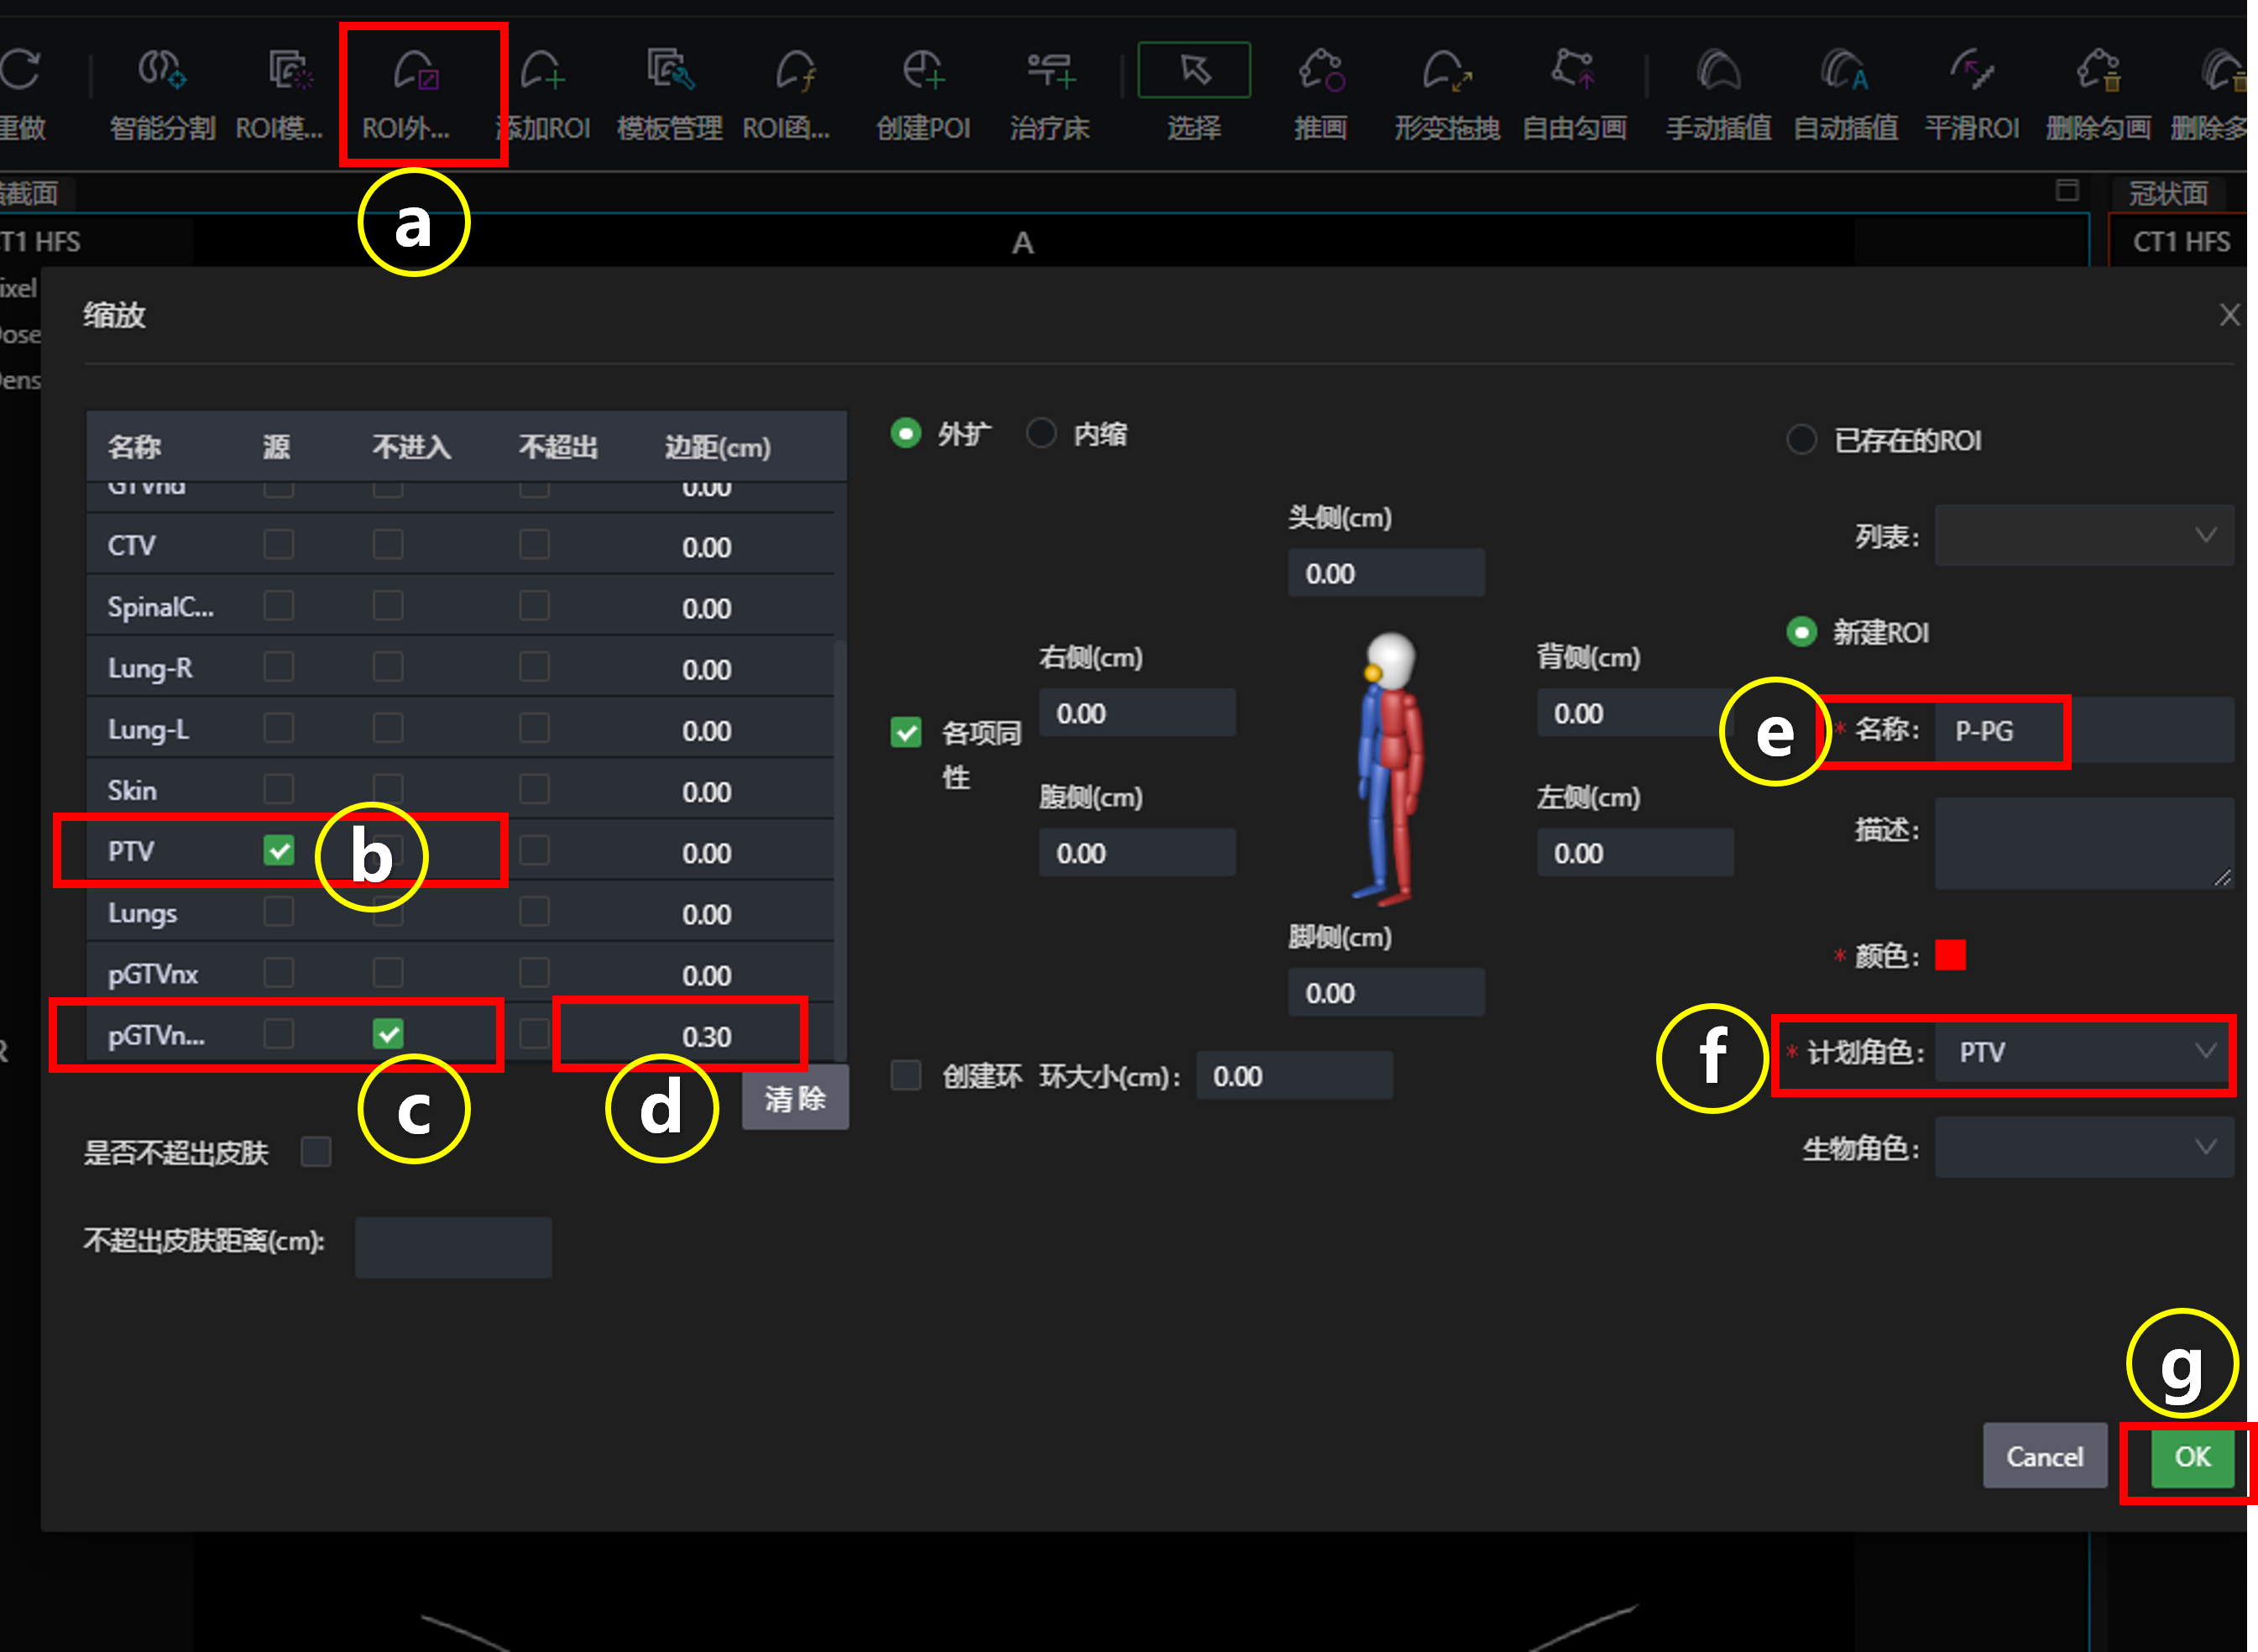 重做 智能分割 ROI模... ROI外... 添加ROI 模板管理 ROI函... 创建POI 治疗床 选择 推画 形变拖拽 自由勾画 手动插值 自动插值 平滑ROI 删除勾画 删除多
a
横截面 冠状面
CT1 HFS A CT1 HFS
ixel
Dose
Dens
缩放
名称 源 不进入 不超出 边距(cm)
GTVnd 0.00
CTV 0.00
SpinalC... 0.00
Lung-R 0.00
Lung-L 0.00
Skin 0.00
PTV b 0.00
Lungs 0.00
pGTVnx 0.00
pGTVn... 0.30
c d
清除
是否不超出皮肤
不超出皮肤距离(cm):
外扩 内缩
头侧(cm)
0.00
右侧(cm) 背侧(cm)
0.00 0.00
各项同
性
腹侧(cm) 左侧(cm)
0.00 0.00
脚侧(cm)
0.00
创建环 环大小(cm): 0.00
已存在的ROI
列表:
新建ROI
e * 名称: P-PG
描述:
* 颜色:
f * 计划角色: PTV
生物角色:
g
Cancel OK
R